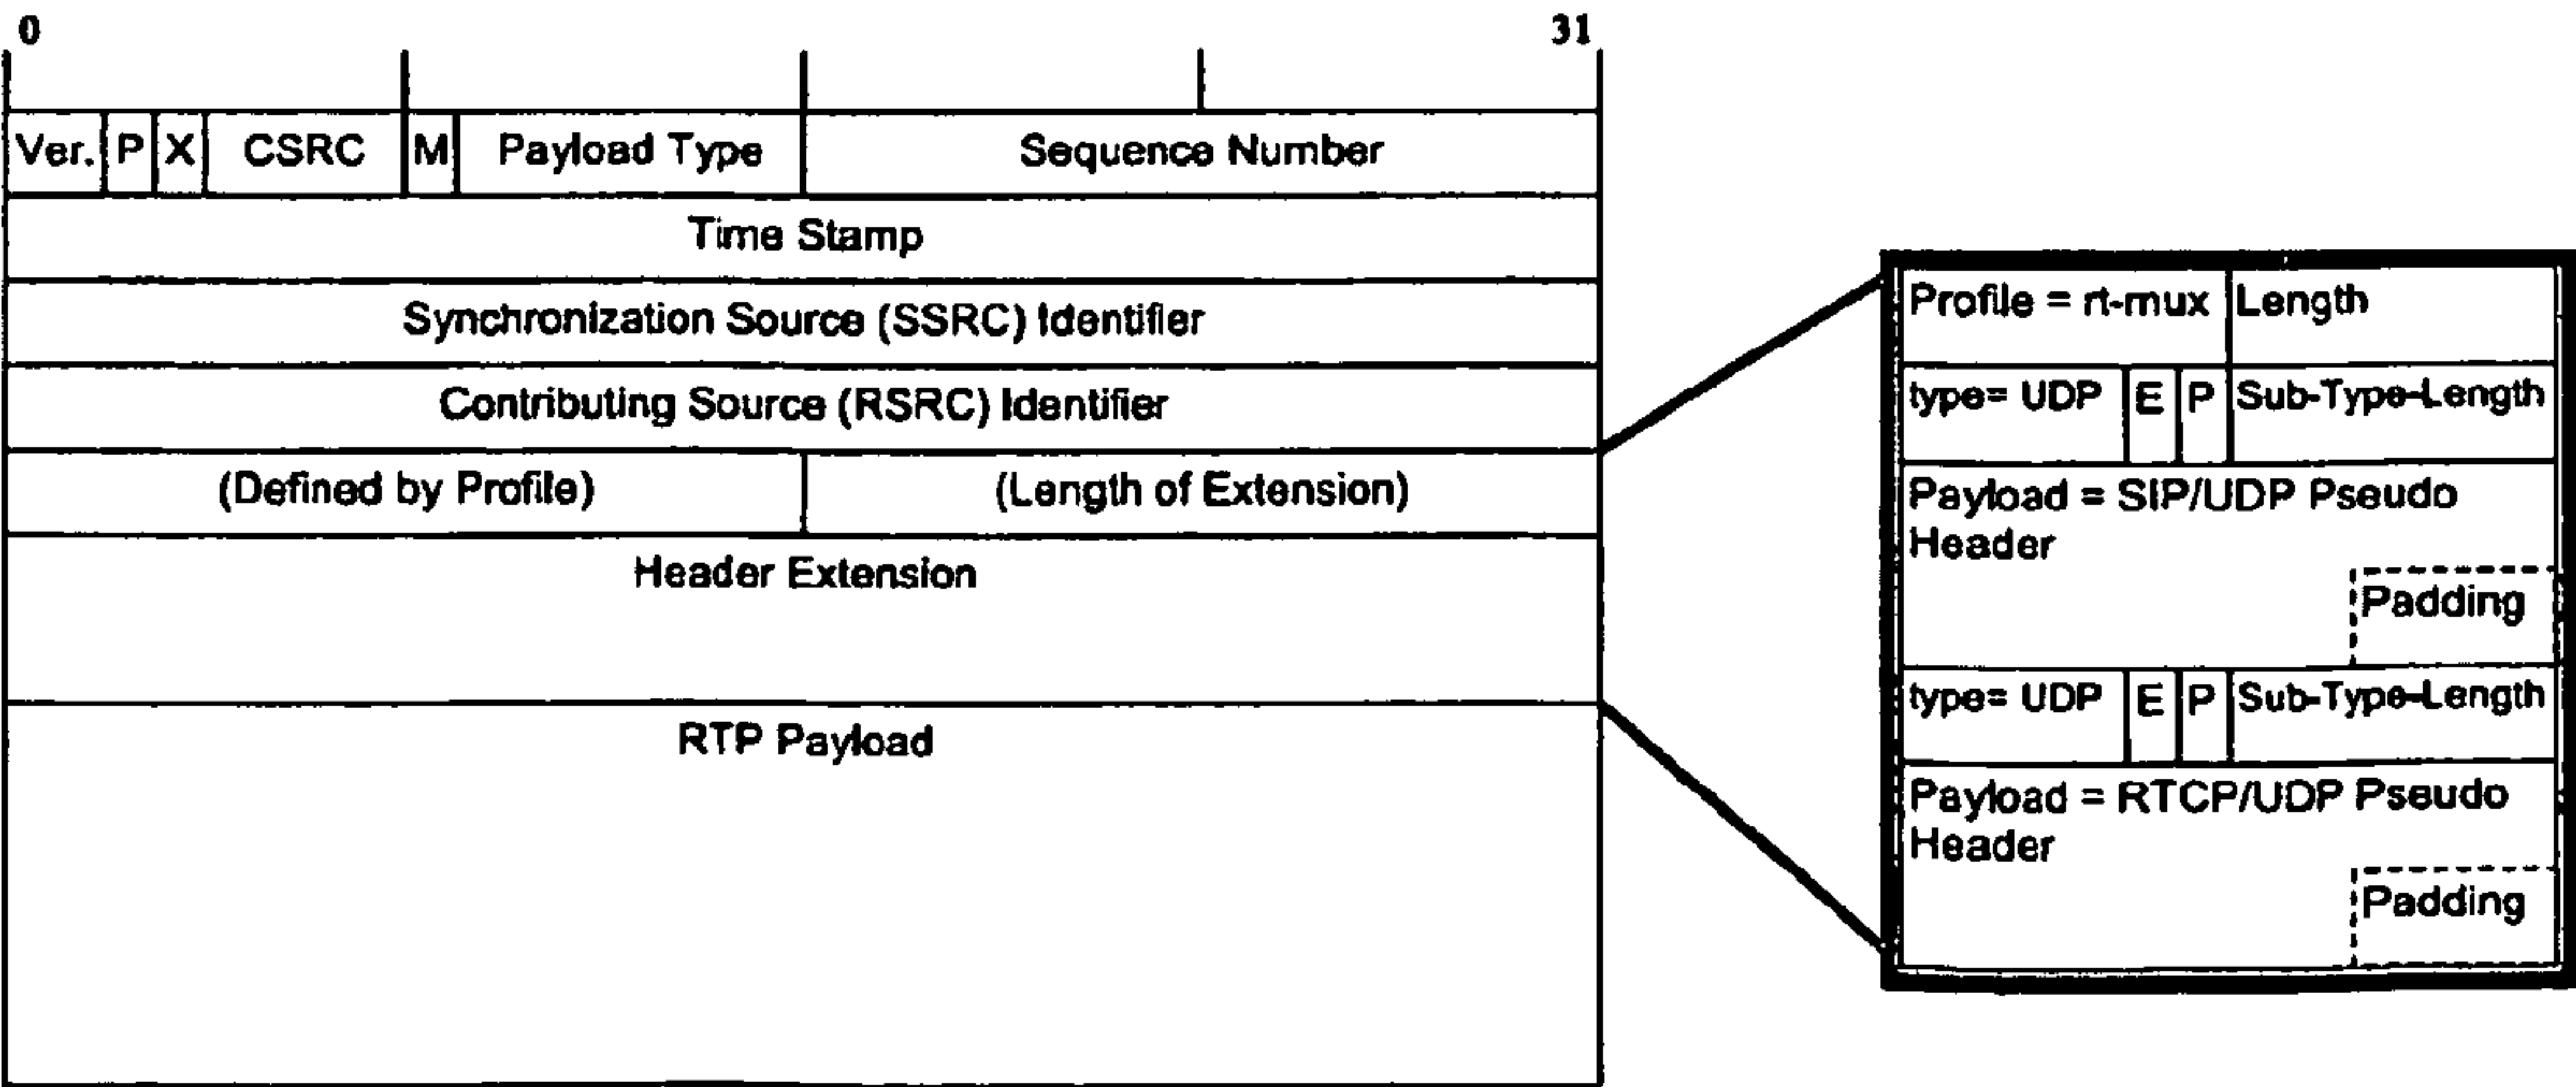 0 31
Ver. P X CSRC M Payload Type Sequence Number
Time Stamp
Synchronization Source (SSRC) Identifier
Contributing Source (RSRC) Identifier
(Defined by Profile) (Length of Extension)
Header Extension
RTP Payload
Profile = rt-mux Length
type= UDP E P Sub-Type-Length
Payload = SIP/UDP Pseudo
Header
Padding
type= UDP E P Sub-Type-Length
Payload = RTCP/UDP Pseudo
Header
Padding